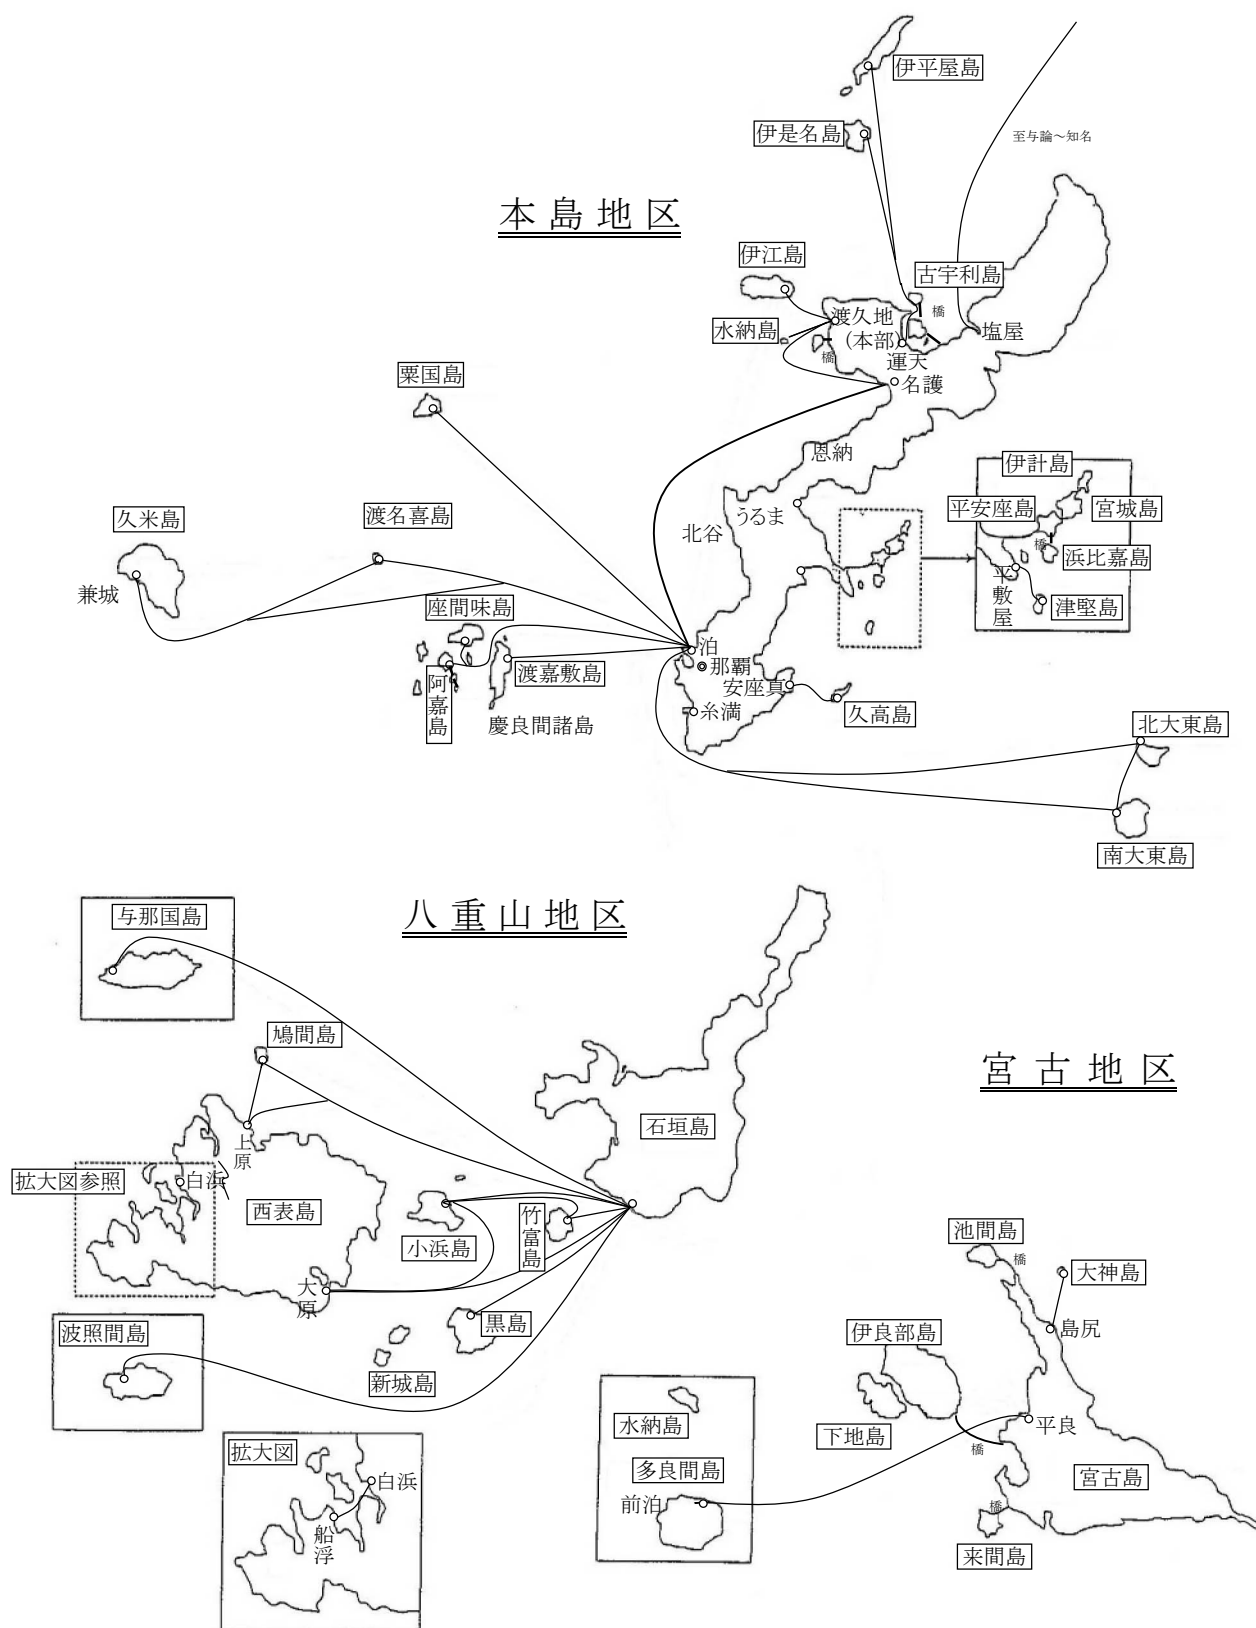 伊平屋島
伊是名島
至与論～知名
本島地区
伊江島
古宇利島
橋
水納島
渡久地
(本部)
橋
運天
塩屋
名護
粟国島
恩納
伊計島
久米島
渡名喜島
北谷
うるま
平安座島
宮城島
橋
浜比嘉島
兼城
座間味島
平敷屋
津堅島
泊
渡嘉敷島
那覇
阿嘉島
安座真
久高島
慶良間諸島
糸満
北大東島
南大東島
与那国島
八重山地区
鳩間島
宮古地区
石垣島
上原
拡大図参照
白浜
西表島
竹富島
小浜島
池間島
橋
大神島
大原
黒島
島尻
波照間島
伊良部島
新城島
水納島
下地島
平良
橋
拡大図
多良間島
宮古島
白浜
前泊
橋
船浮
来間島